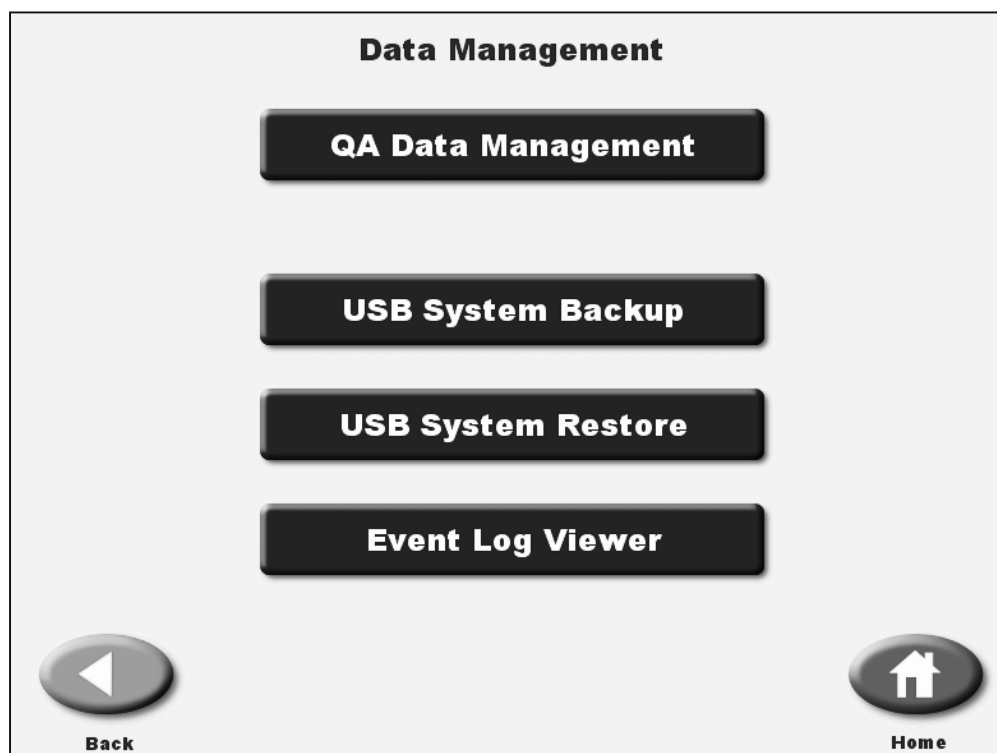 Data Management
QA Data Management
USB System Backup
USB System Restore
Event Log Viewer
Back
Home